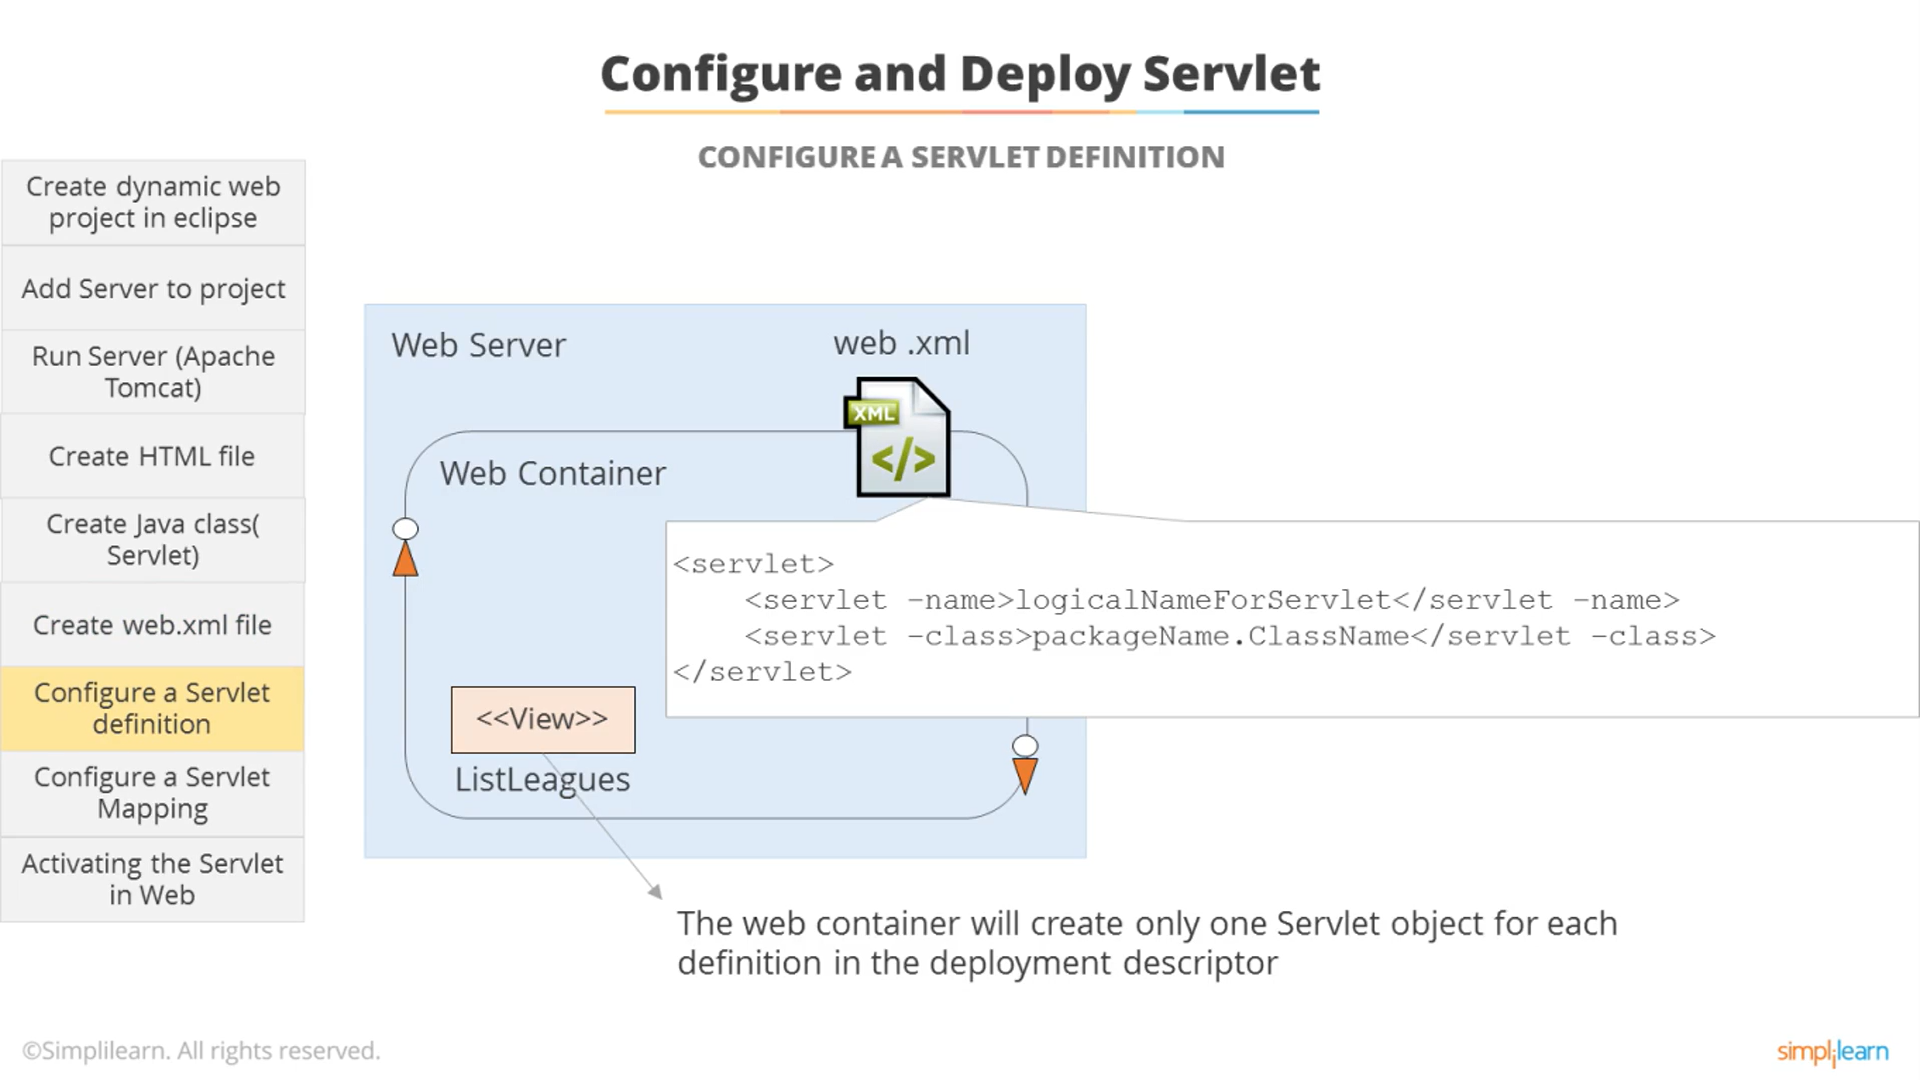 Configure and Deploy Servlet
CONFIGURE A SERVLET DEFINITION
Create dynamic web
project in eclipse
Add Server to project
Run Server (Apache
Tomcat)
Create HTML file
Create Java class(
Servlet)
Create web.xml file
Configure a Servlet
definition
Configure a Servlet
Mapping
Activating the Servlet
in Web
Web Server
web .xml
XML
</>
Web Container
<servlet>
    <servlet –name>logicalNameForServlet</servlet –name>
    <servlet –class>packageName.ClassName</servlet –class>
</servlet>
<<View>>
ListLeagues
The web container will create only one Servlet object for each
definition in the deployment descriptor
©Simplilearn. All rights reserved.
simplilearn